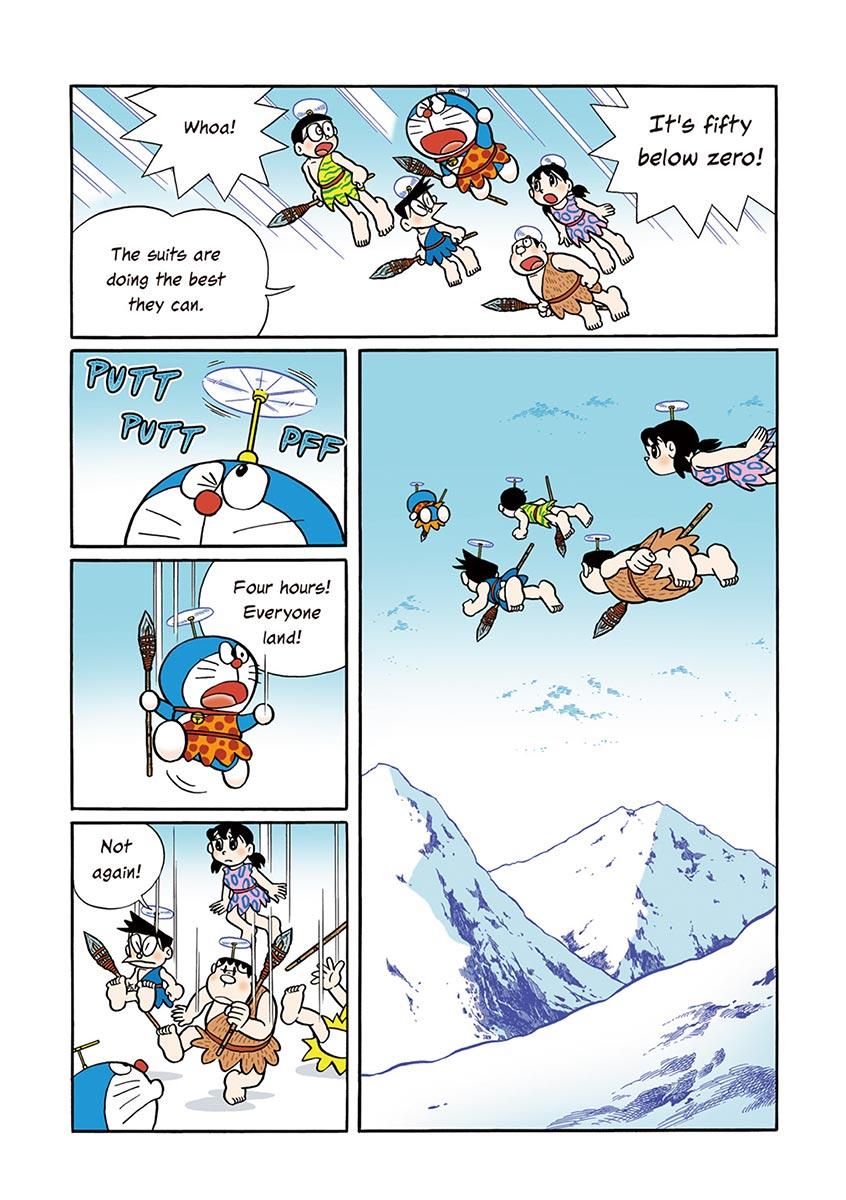 Whoa!
It's fifty
below zero!
The suits are
doing the best
they can.
PUTT
PUTT
PFF
Four hours!
Everyone
land!
Not
again!